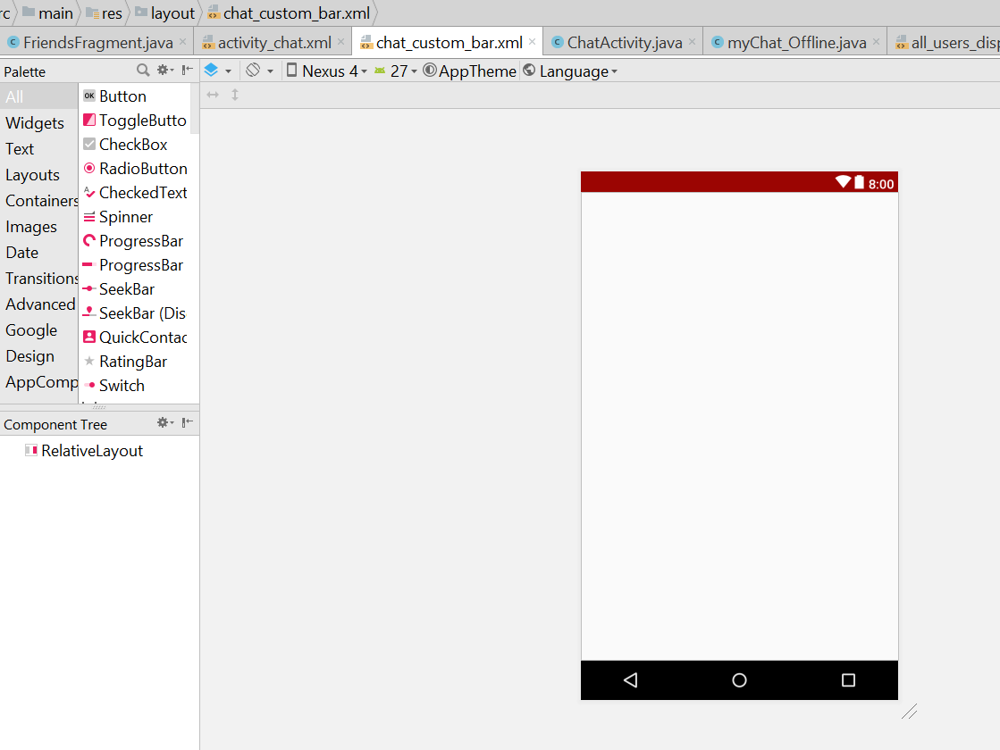 rc main res layout chat_custom_bar.xml
FriendsFragment.java activity_chat.xml chat_custom_bar.xml ChatActivity.java myChat_Offline.java all_users_disp
Palette
Nexus 4 27 AppTheme Language
All
Widgets
Text
Layouts
Containers
Images
Date
Transitions
Advanced
Google
Design
AppComp
OK Button
ToggleButto
CheckBox
RadioButton
CheckedText
Spinner
ProgressBar
ProgressBar
SeekBar
SeekBar (Dis
QuickContac
RatingBar
Switch
8:00
Component Tree
RelativeLayout